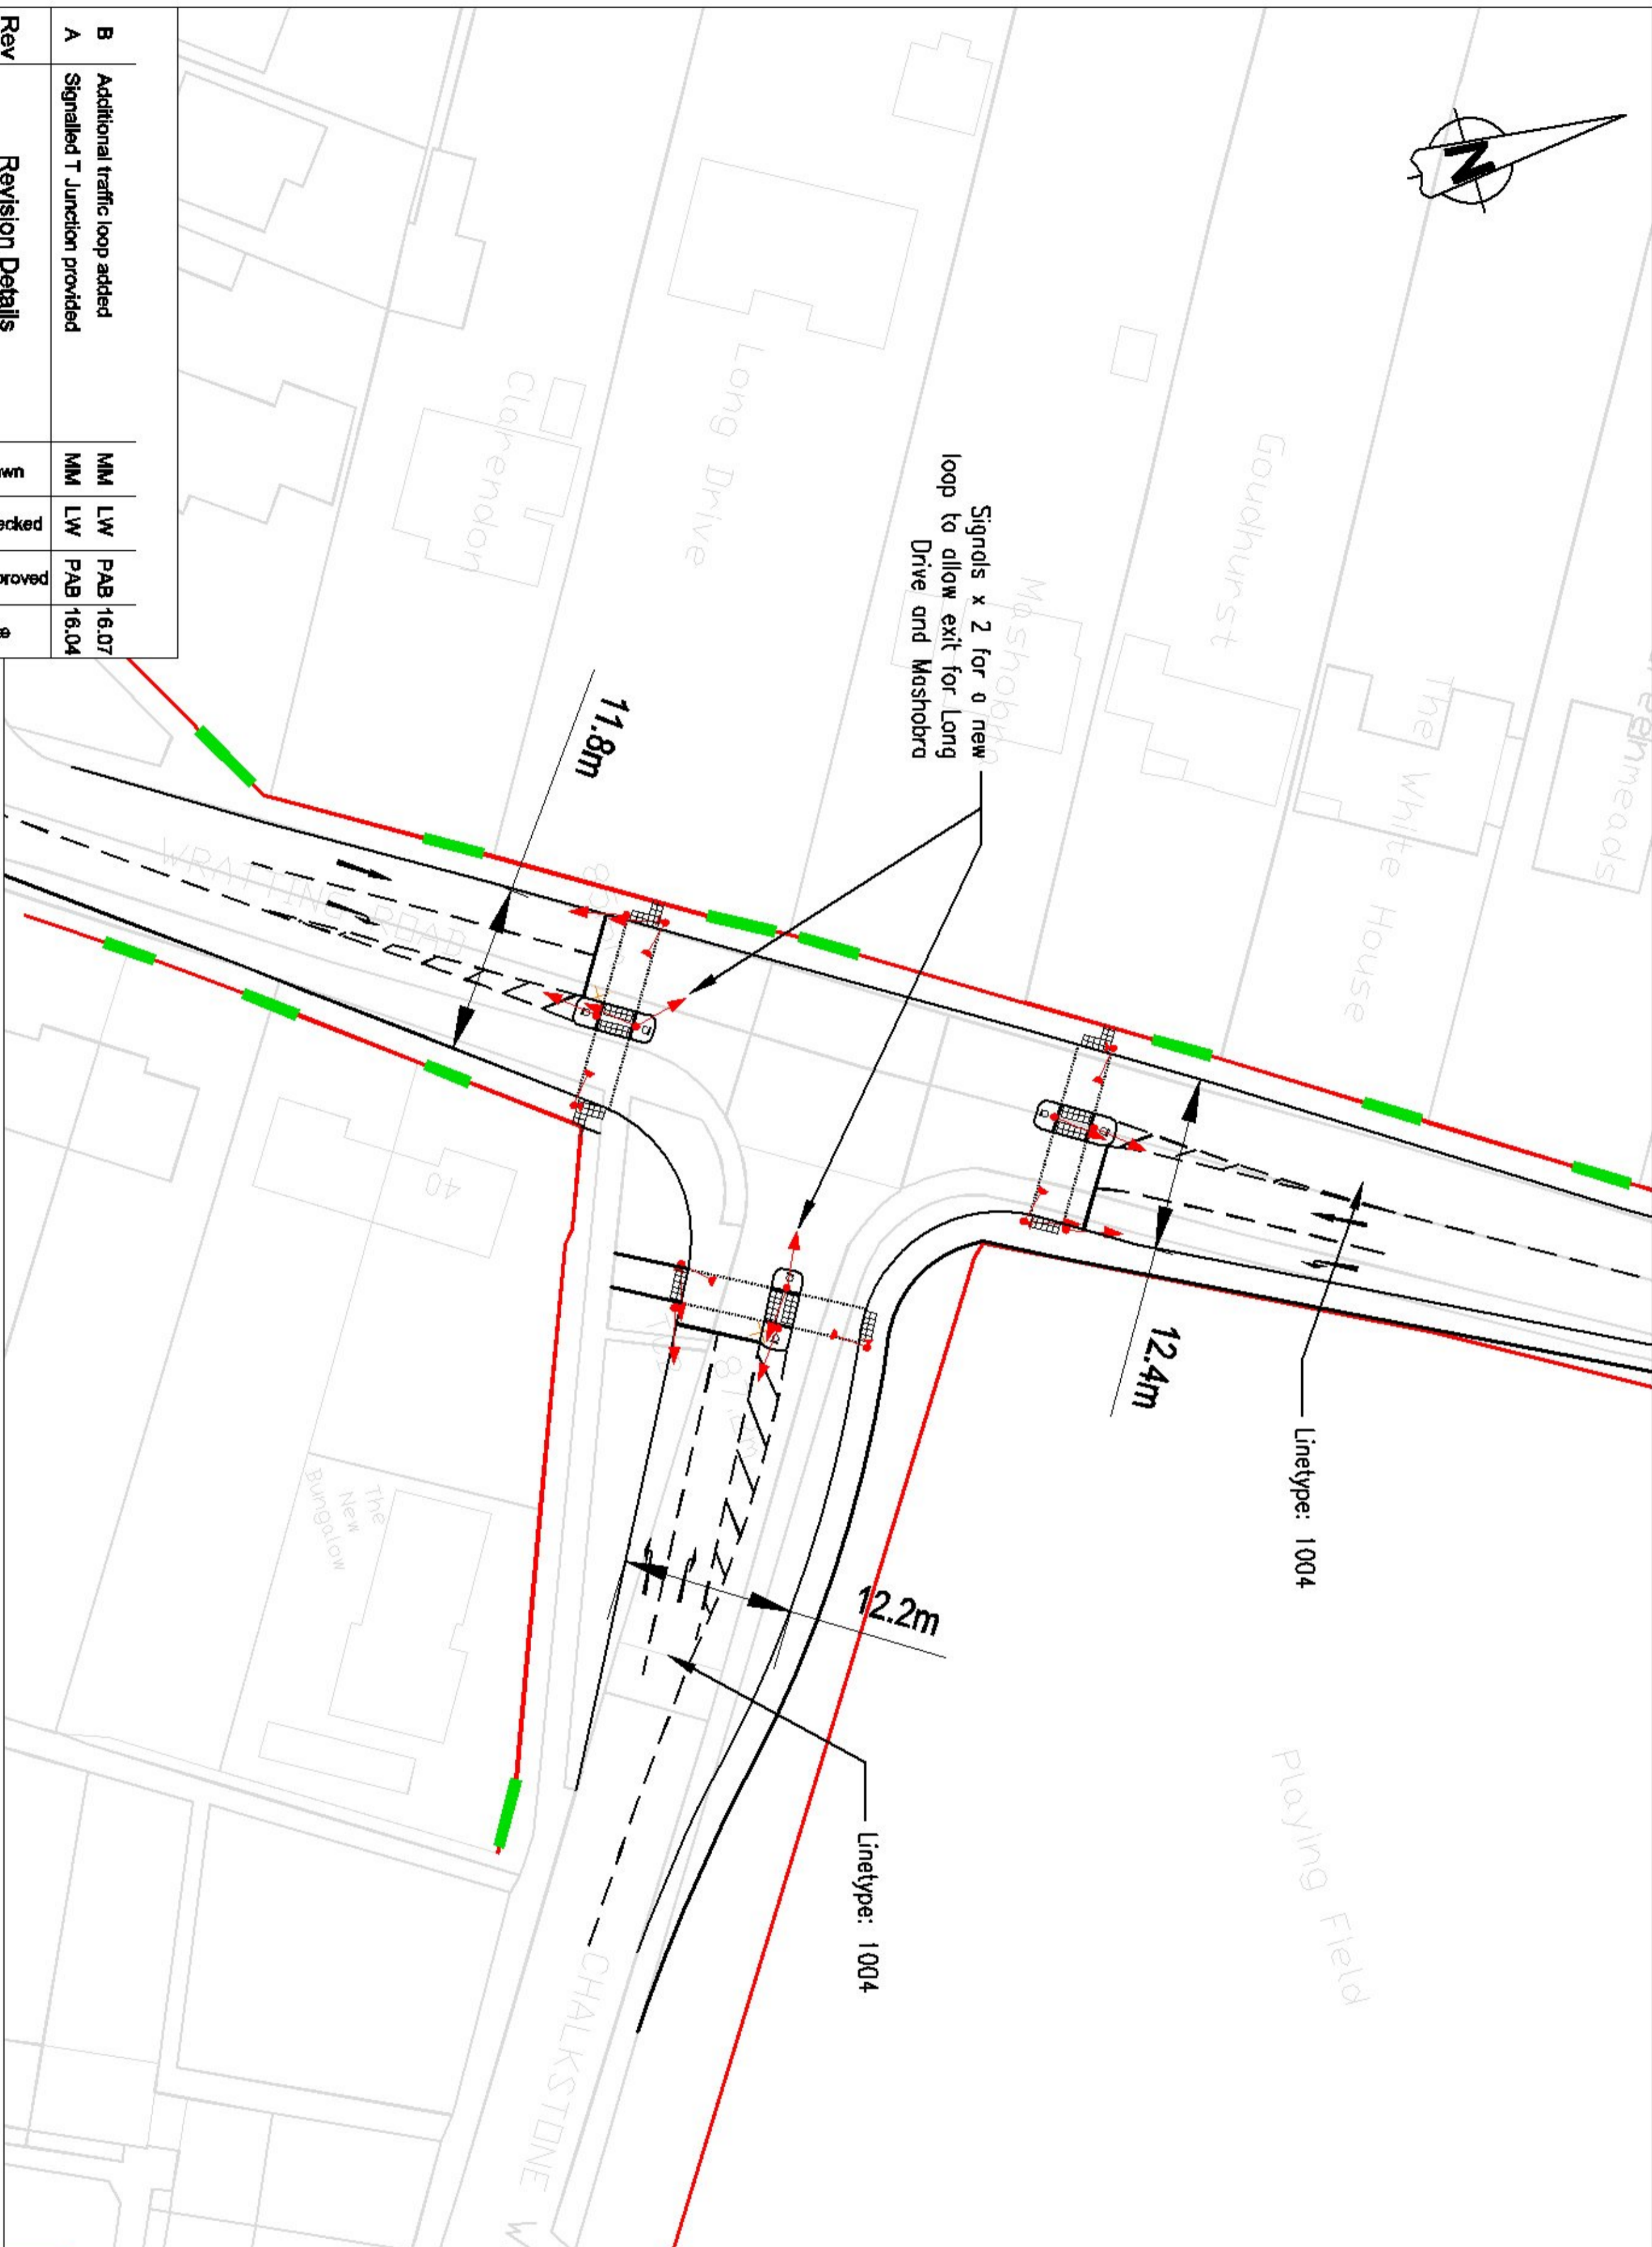 B Additional traffic loop added MM LW PAB 16.07
A Signalled T Junction provided MM LW PAB 16.04
Rev Revision Details
N
Goudhurst
The White House
Mashobra
Long Drive
Clarendon
Signals x 2 for a new
loop to allow exit for Long
Drive and Mashobra
11.8m
12.4m
12.2m
WRATTING ROAD
Linetype: 1004
Linetype: 1004
40
The
New
Bungalow
Playing Field
CHALKSTONE W